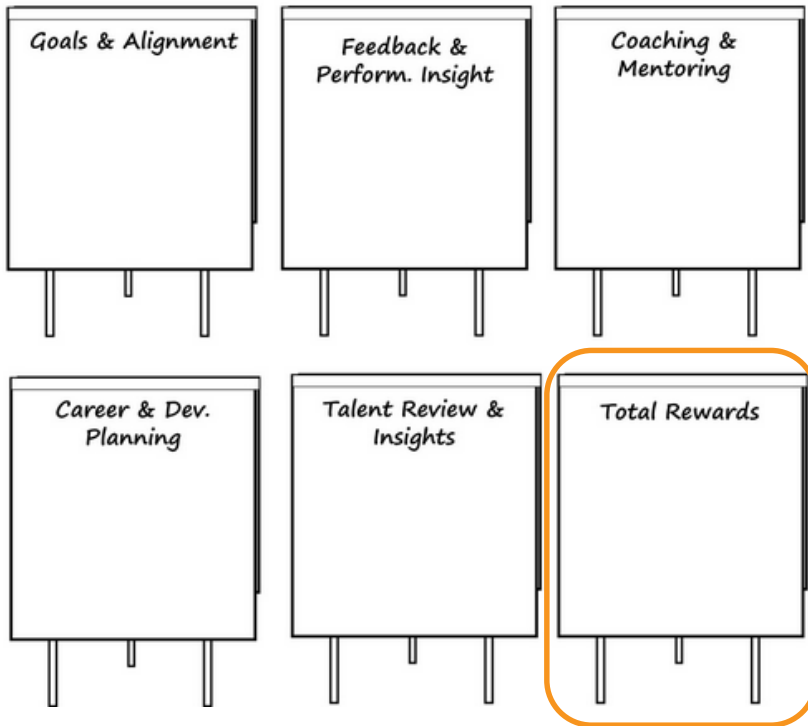 Goals & Alignment
Feedback &
Perform. Insight
Coaching &
Mentoring
Career & Dev.
Planning
Talent Review &
Insights
Total Rewards